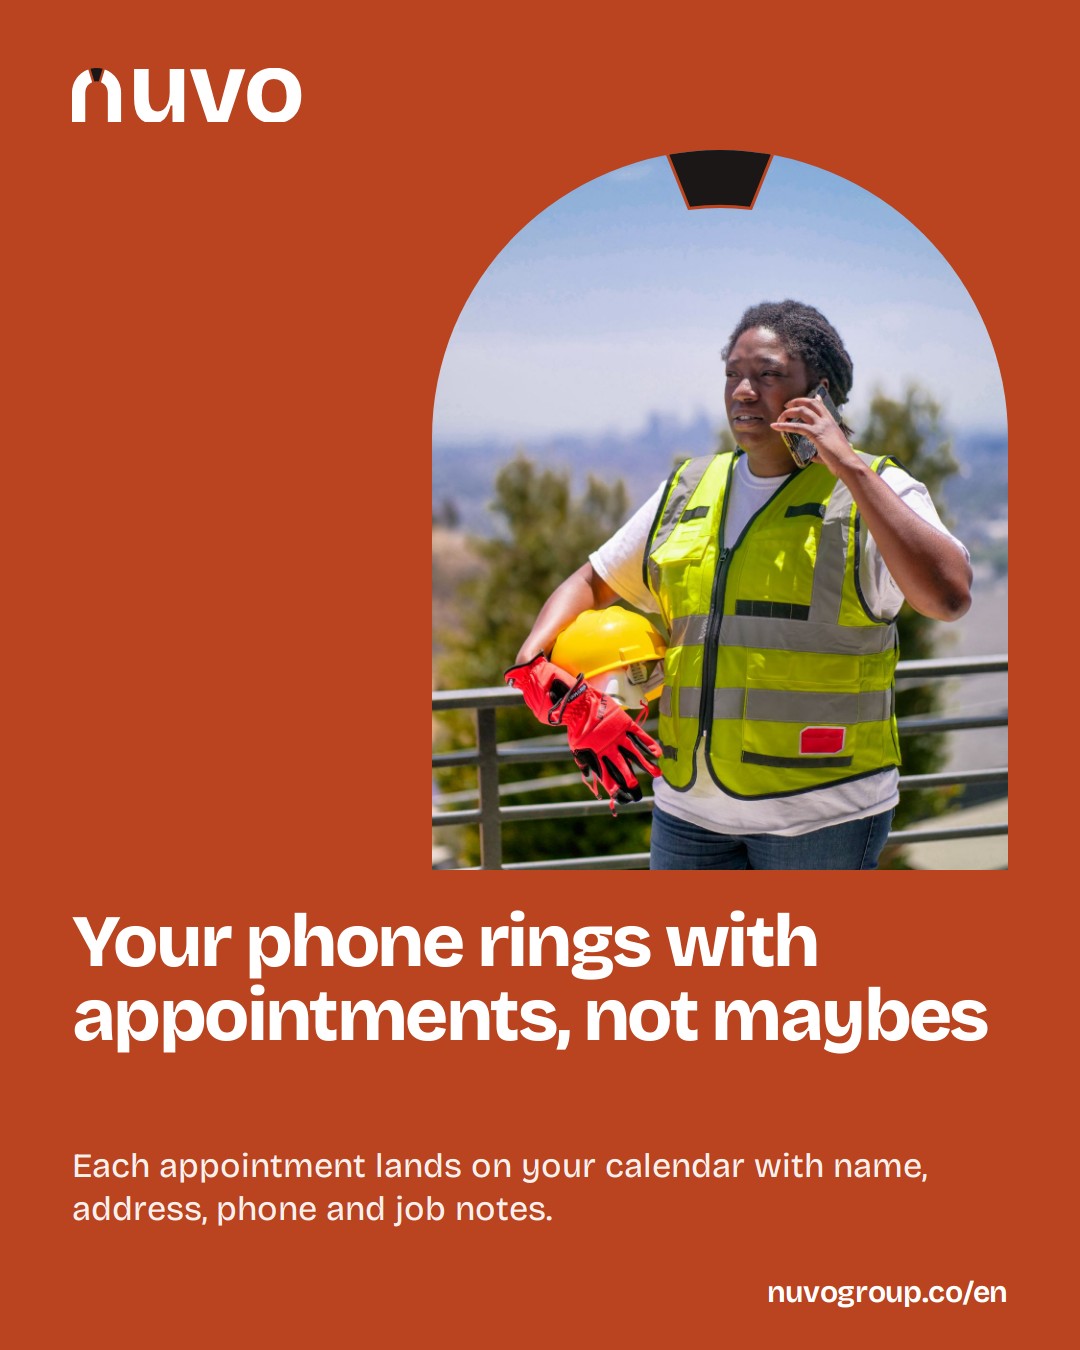 nuvo
Your phone rings with
appointments, not maybes
Each appointment lands on your calendar with name,
address, phone and job notes.
nuvogroup.co/en